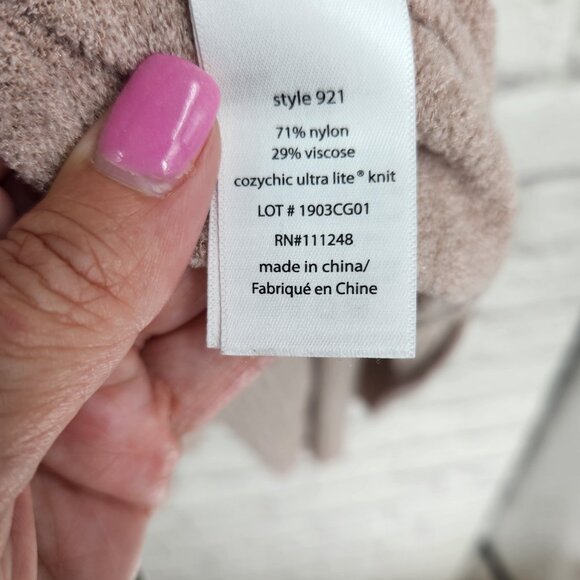 style 921
71% nylon
29% viscose
cozychic ultra lite® knit
LOT # 1903CG01
RN#111248
made in china/
Fabriqué en Chine